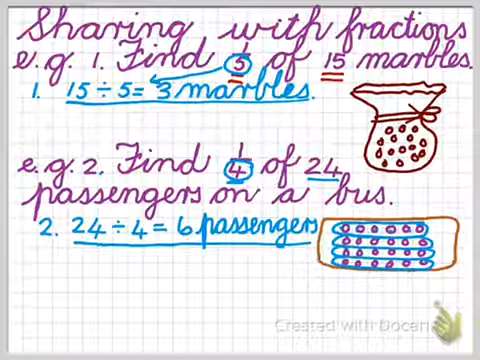 Sharing with fractions
e.g. 1. Find 1/5 of 15 marbles.
1. 15 ÷ 5 = 3 marbles.
e.g. 2. Find 1/4 of 24
passengers on a bus.
2. 24 ÷ 4 = 6 passengers
Created with Doceri